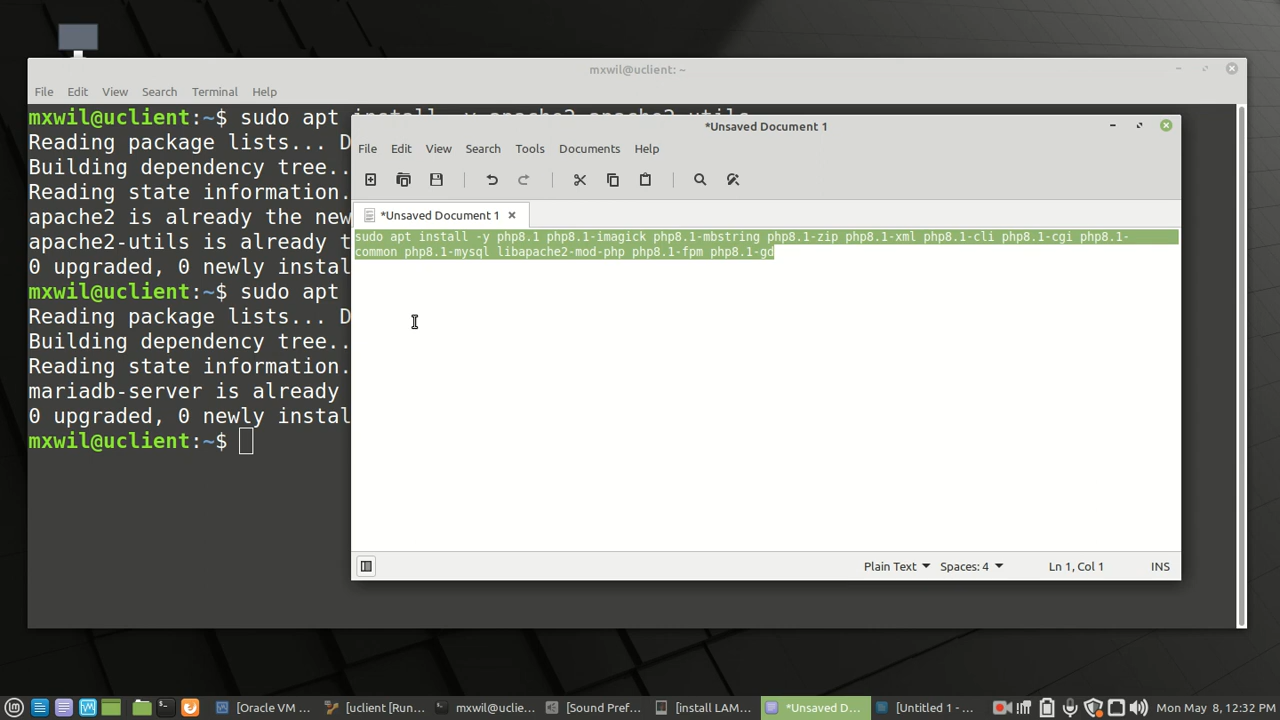 mxwil@uclient: ~
File Edit View Search Terminal Help
mxwil@uclient:~$ sudo apt install -y apache2 apache2-utils
Reading package lists... D
Building dependency tree..
Reading state information.
apache2 is already the new
apache2-utils is already t
0 upgraded, 0 newly instal
mxwil@uclient:~$ sudo apt
Reading package lists... D
Building dependency tree..
Reading state information.
mariadb-server is already
0 upgraded, 0 newly instal
mxwil@uclient:~$
*Unsaved Document 1
File Edit View Search Tools Documents Help
*Unsaved Document 1
sudo apt install -y php8.1 php8.1-imagick php8.1-mbstring php8.1-zip php8.1-xml php8.1-cli php8.1-cgi php8.1-
common php8.1-mysql libapache2-mod-php php8.1-fpm php8.1-gd
Plain Text Spaces: 4 Ln 1, Col 1 INS
[Oracle VM ... [uclient [Run... mxwil@uclie... [Sound Pref... [install LAM... *Unsaved D... [Untitled 1 - ... Mon May 8, 12:32 PM